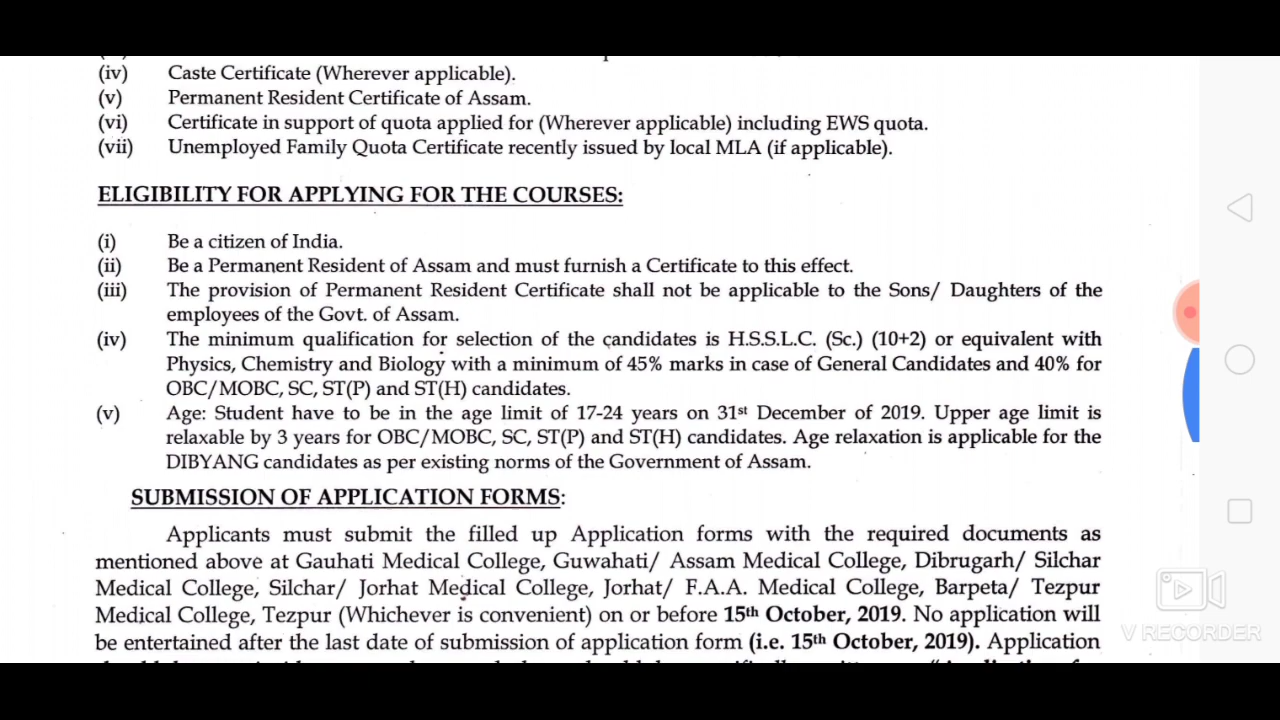 (iv) Caste Certificate (Wherever applicable).
(v) Permanent Resident Certificate of Assam.
(vi) Certificate in support of quota applied for (Wherever applicable) including EWS quota.
(vii) Unemployed Family Quota Certificate recently issued by local MLA (if applicable).
ELIGIBILITY FOR APPLYING FOR THE COURSES:
(i) Be a citizen of India.
(ii) Be a Permanent Resident of Assam and must furnish a Certificate to this effect.
(iii) The provision of Permanent Resident Certificate shall not be applicable to the Sons/ Daughters of the
employees of the Govt. of Assam.
(iv) The minimum qualification for selection of the candidates is H.S.S.L.C. (Sc.) (10+2) or equivalent with
Physics, Chemistry and Biology with a minimum of 45% marks in case of General Candidates and 40% for
OBC/MOBC, SC, ST(P) and ST(H) candidates.
(v) Age: Student have to be in the age limit of 17-24 years on 31st December of 2019. Upper age limit is
relaxable by 3 years for OBC/MOBC, SC, ST(P) and ST(H) candidates. Age relaxation is applicable for the
DIBYANG candidates as per existing norms of the Government of Assam.
SUBMISSION OF APPLICATION FORMS:
Applicants must submit the filled up Application forms with the required documents as
mentioned above at Gauhati Medical College, Guwahati/ Assam Medical College, Dibrugarh/ Silchar
Medical College, Silchar/ Jorhat Medical College, Jorhat/ F.A.A. Medical College, Barpeta/ Tezpur
Medical College, Tezpur (Whichever is convenient) on or before 15th October, 2019. No application will
be entertained after the last date of submission of application form (i.e. 15th October, 2019). Application
V RECORDER